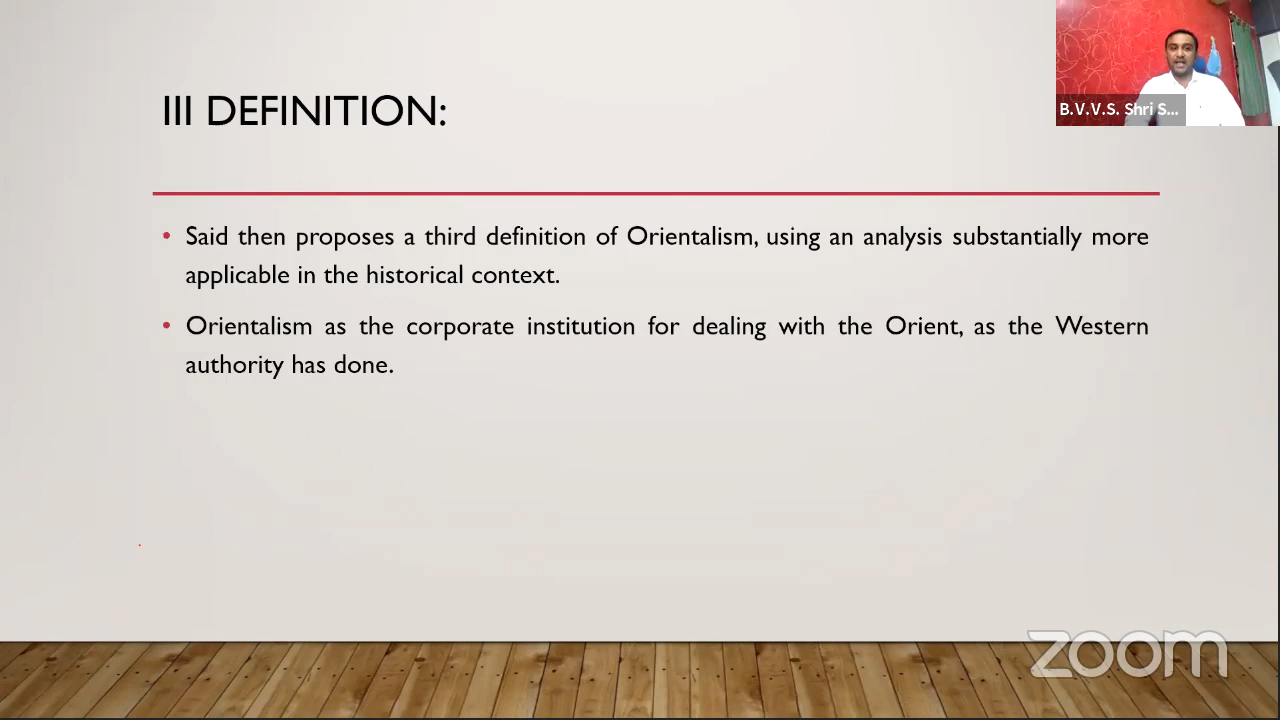 III DEFINITION:
B.V.V.S. Shri S...
• Said then proposes a third definition of Orientalism, using an analysis substantially more
applicable in the historical context.
• Orientalism as the corporate institution for dealing with the Orient, as the Western
authority has done.
zoom